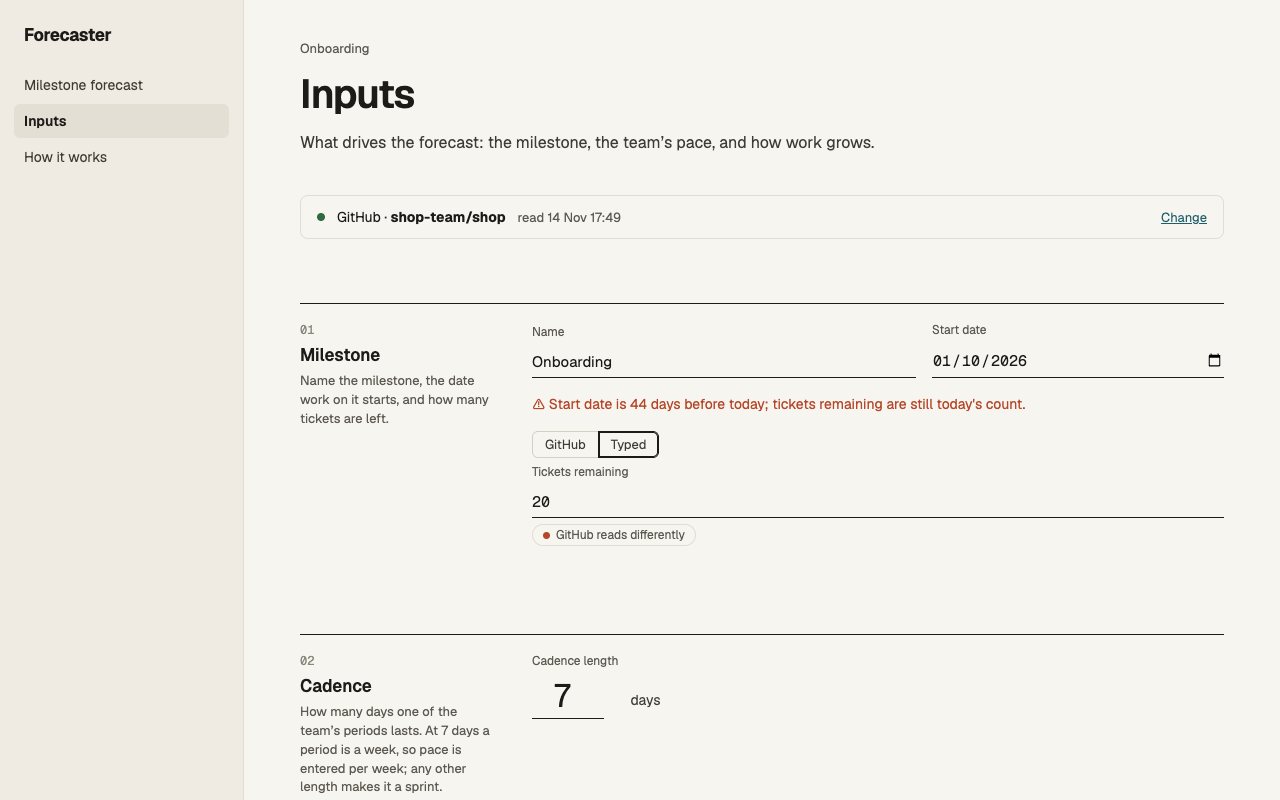 Forecaster
Milestone forecast
Inputs
How it works
Onboarding
Inputs
What drives the forecast: the milestone, the team’s pace, and how work grows.
GitHub · shop-team/shop read 14 Nov 17:49
Change
01
Milestone
Name the milestone, the date
work on it starts, and how many
tickets are left.
Name
Onboarding
Start date
01/10/2026
Start date is 44 days before today; tickets remaining are still today's count.
GitHub
Typed
Tickets remaining
20
GitHub reads differently
02
Cadence
How many days one of the
team’s periods lasts. At 7 days a
period is a week, so pace is
entered per week; any other
length makes it a sprint.
Cadence length
7
days